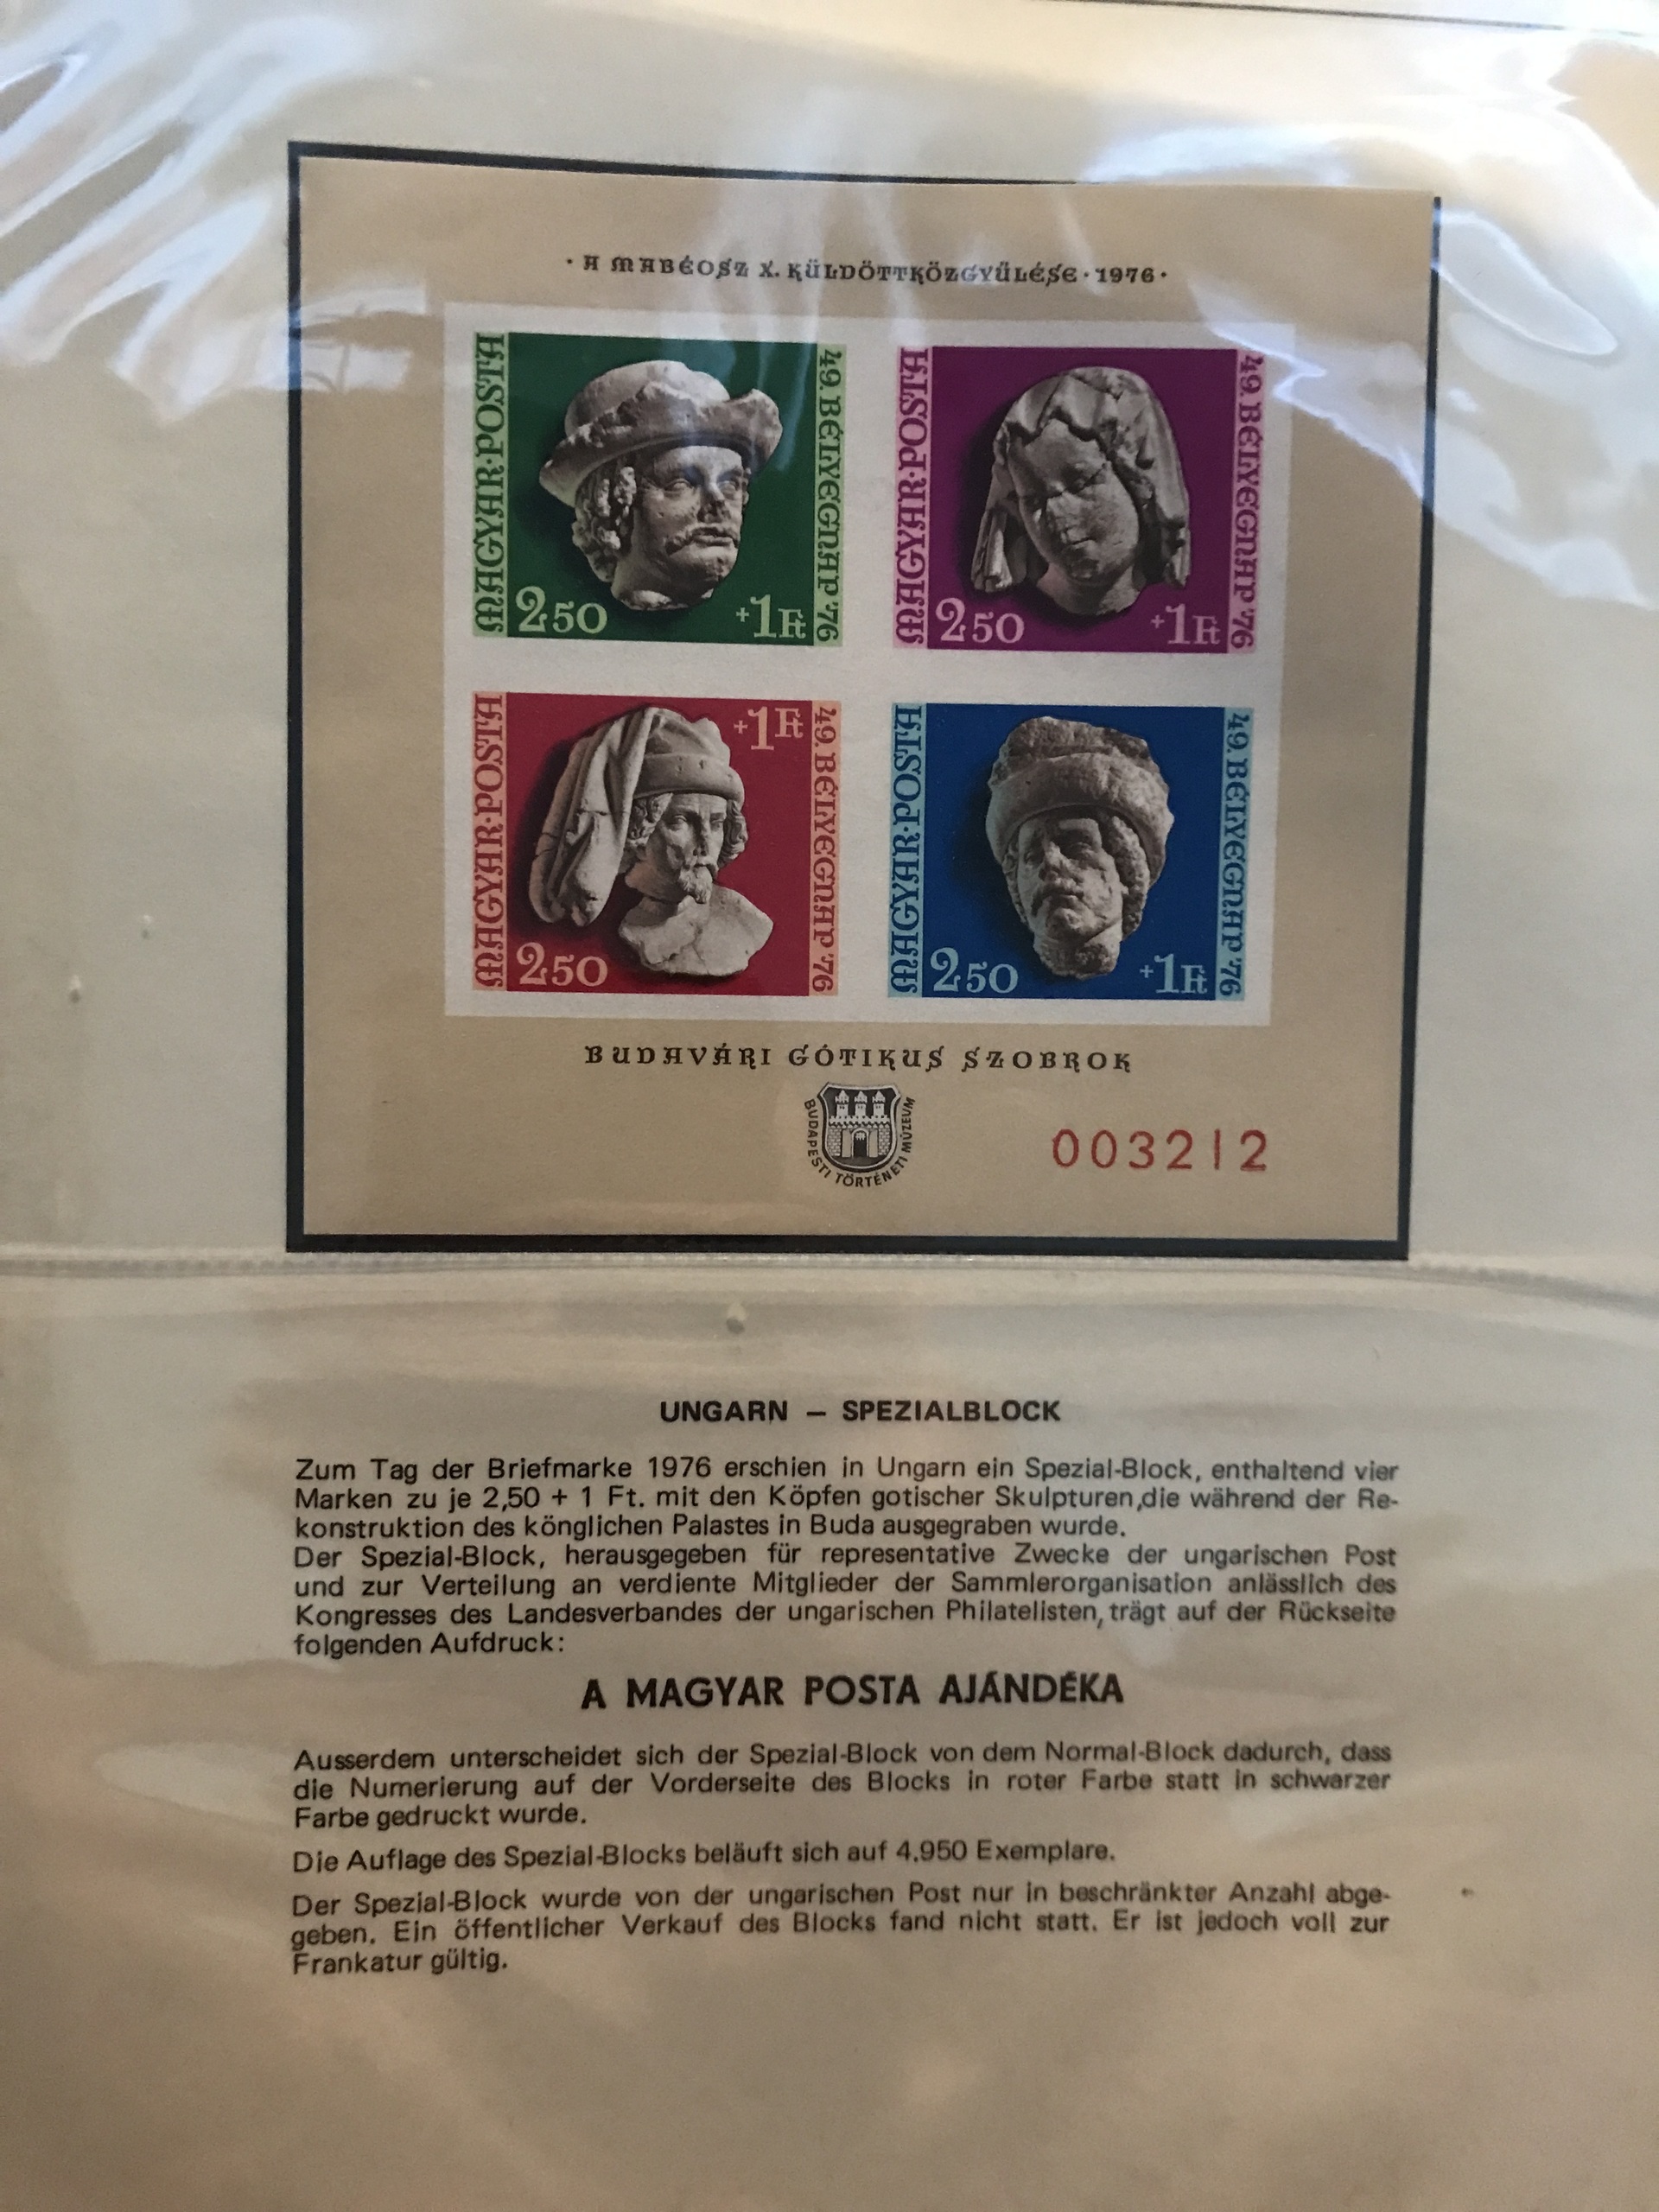 · A MABÉOSZ X. KÜLDÖTTKÖZGYŰLÉSE · 1976 ·
MAGYAR·POSTA
49. BÉLYEGNAP '76
2 50
+1 Ft
MAGYAR·POSTA
49. BÉLYEGNAP '76
2 50
+1 Ft
MAGYAR·POSTA
+1 Ft
49. BÉLYEGNAP '76
2 50
MAGYAR·POSTA
49. BÉLYEGNAP '76
2 50
+1 Ft
BUDAVÁRI GÓTIKUS SZOBROK
BUDAPESTI TÖRTÉNETI MÚZEUM
003212
UNGARN – SPEZIALBLOCK
Zum Tag der Briefmarke 1976 erschien in Ungarn ein Spezial-Block, enthaltend vier
Marken zu je 2,50 + 1 Ft. mit den Köpfen gotischer Skulpturen,die während der Re-
konstruktion des könglichen Palastes in Buda ausgegraben wurde.
Der Spezial-Block, herausgegeben für representative Zwecke der ungarischen Post
und zur Verteilung an verdiente Mitglieder der Sammlerorganisation anlässlich des
Kongresses des Landesverbandes der ungarischen Philatelisten, trägt auf der Rückseite
folgenden Aufdruck:
A MAGYAR POSTA AJÁNDÉKA
Ausserdem unterscheidet sich der Spezial-Block von dem Normal-Block dadurch, dass
die Numerierung auf der Vorderseite des Blocks in roter Farbe statt in schwarzer
Farbe gedruckt wurde.
Die Auflage des Spezial-Blocks beläuft sich auf 4.950 Exemplare.
Der Spezial-Block wurde von der ungarischen Post nur in beschränkter Anzahl abge-
geben. Ein öffentlicher Verkauf des Blocks fand nicht statt. Er ist jedoch voll zur
Frankatur gültig.